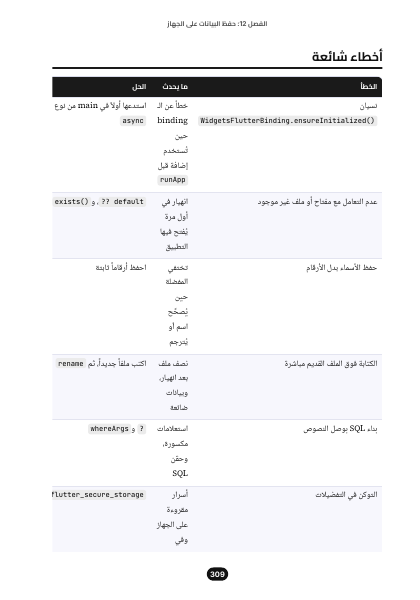 الفصل 12: حفظ البيانات على الجهاز
أخطاء شائعة
الخطأ ما يحدث الحل
نسيان خطأ عن الـ استدعها أولاً في main من نوع
WidgetsFlutterBinding.ensureInitialized() binding async
حين
تُستخدم
إضافة قبل
runApp
عدم التعامل مع مفتاح أو ملف غير موجود انهيار في ?? default، و exists()
أول مرة
يُفتح فيها
التطبيق
حفظ الأسماء بدل الأرقام تختفي احفظ أرقاماً ثابتة
المفضلة
حين
يُصحَّح
اسم أو
يُترجم
الكتابة فوق الملف القديم مباشرة نصف ملف اكتب ملفاً جديداً، ثم rename
بعد انهيار،
وبيانات
ضائعة
بناء SQL بوصل النصوص استعلامات ? و whereArgs
مكسورة،
وحقن
SQL
التوكن في التفضيلات أسرار flutter_secure_storage
مقروءة
على الجهاز
وفي
309